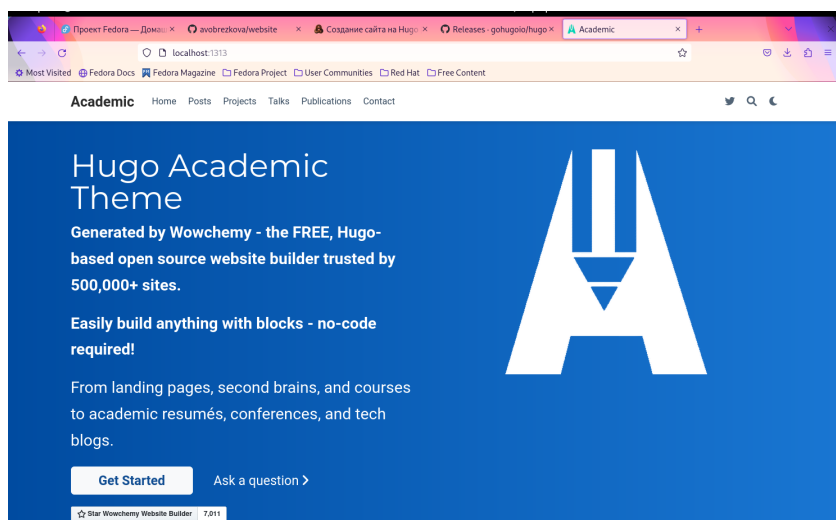 Проект Fedora — Домаш
avobrezkova/website
Создание сайта на Hugo
Releases · gohugoio/hugo
Academic
localhost:1313
Most Visited Fedora Docs Fedora Magazine Fedora Project User Communities Red Hat Free Content
Academic Home Posts Projects Talks Publications Contact
Hugo Academic
Theme
Generated by Wowchemy - the FREE, Hugo-
based open source website builder trusted by
500,000+ sites.
Easily build anything with blocks - no-code
required!
From landing pages, second brains, and courses
to academic resumés, conferences, and tech
blogs.
Get Started Ask a question
Star Wowchemy Website Builder 7,011